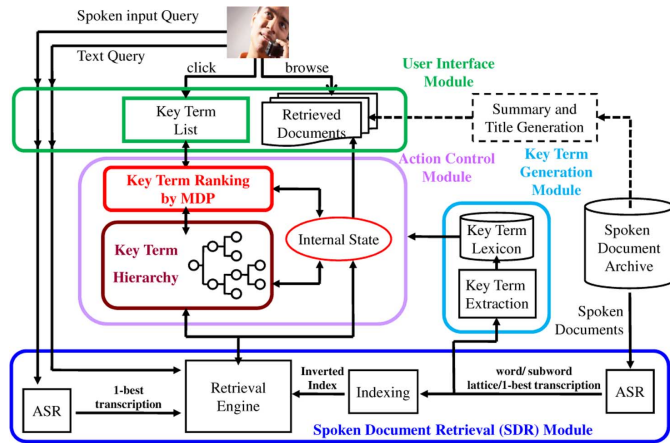 Spoken input Query
Text Query
click
browse
User Interface
Module
Key Term
List
Retrieved
Documents
Summary and
Title Generation
Action Control
Module
Key Term
Generation
Module
Key Term Ranking
by MDP
Key Term
Hierarchy
Internal State
Key Term
Lexicon
Key Term
Extraction
Spoken
Document
Archive
Spoken
Documents
ASR
1-best
transcription
Retrieval
Engine
Inverted
Index
Indexing
word/ subword
lattice/1-best transcription
ASR
Spoken Document Retrieval (SDR) Module